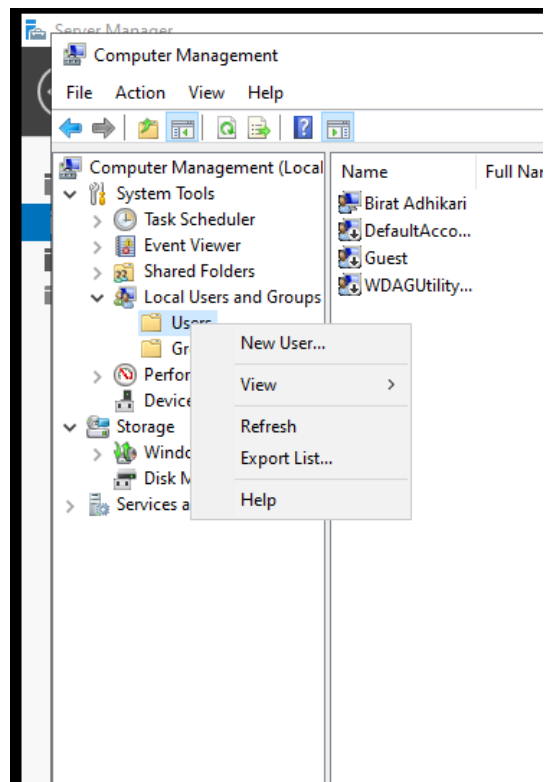 Server Manager
Computer Management
File Action View Help
Computer Management (Local
Name Full Nar
System Tools
Task Scheduler
Event Viewer
Shared Folders
Local Users and Groups
Users
Gr
Perfor
Device
Storage
Windo
Disk M
Services a
Birat Adhikari
DefaultAcco...
Guest
WDAGUtility...
New User...
View
Refresh
Export List...
Help